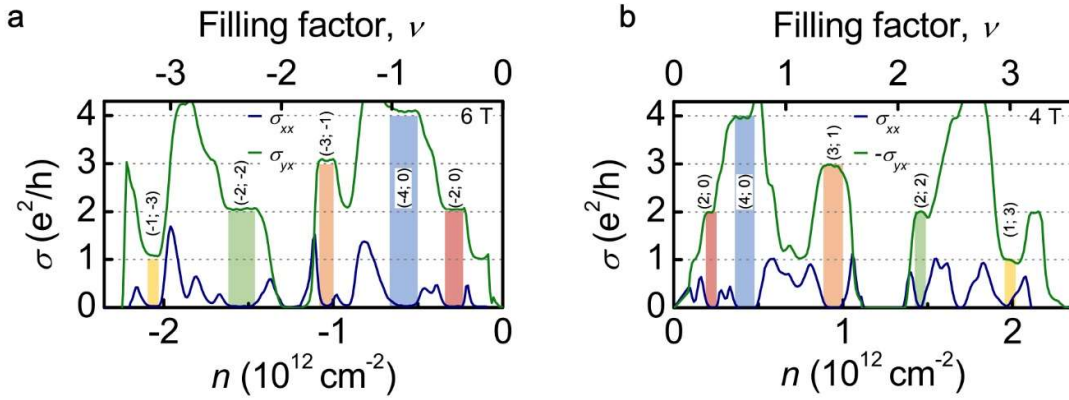 a
Filling factor, ν
-3 -2 -1 0
4
3
2
1
0
σ (e²/h)
σxx
σyx
6 T
(-1; -3)
(-2; -2)
(-3; -1)
(-4; 0)
(-2; 0)
-2 -1 0
n (10¹² cm⁻²)
b
Filling factor, ν
0 1 2 3
4
3
2
1
0
σ (e²/h)
σxx
-σyx
4 T
(2; 0)
(4; 0)
(3; 1)
(2; 2)
(1; 3)
0 1 2
n (10¹² cm⁻²)